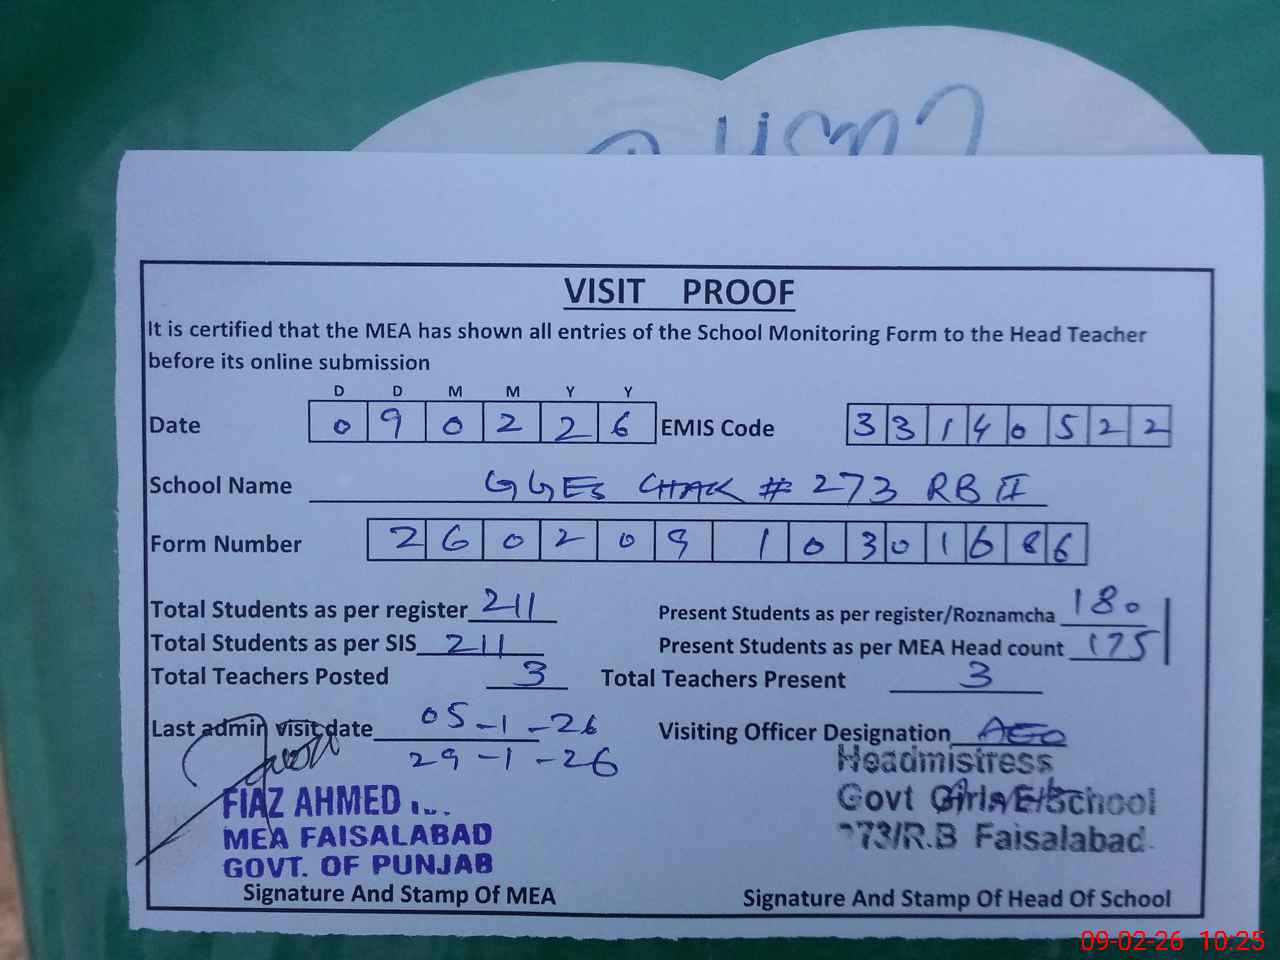 VISIT PROOF
It is certified that the MEA has shown all entries of the School Monitoring Form to the Head Teacher
before its online submission
D D M M Y Y
Date 0 9 0 2 2 6 EMIS Code 3 3 1 4 0 5 2 2
School Name GGES CHAK # 273 RB II
Form Number 2 6 0 2 0 9 1 0 3 0 1 6 8 6
Total Students as per register 211 Present Students as per register/Roznamcha 180
Total Students as per SIS 211 Present Students as per MEA Head count 175
Total Teachers Posted 3 Total Teachers Present 3
Last admin visit date 05-1-26 Visiting Officer Designation AEO
29-1-26
Headmistress
FIAZ AHMED
Govt Girls E/School
MEA FAISALABAD
73/R.B Faisalabad.
GOVT. OF PUNJAB
Signature And Stamp Of MEA Signature And Stamp Of Head Of School
09-02-26 10:25